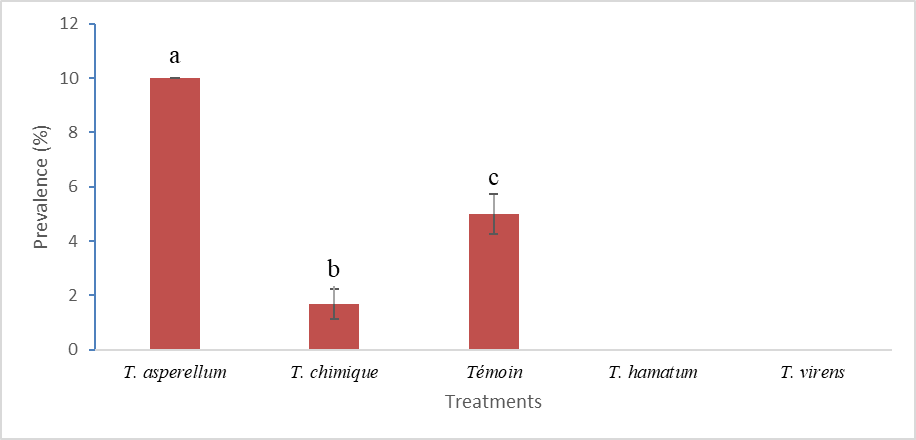 12
a
10
c
8
6
b
4
2
0
Prevalence (%)
T. asperellum T. chimique Témoin T. hamatum T. virens
Treatments